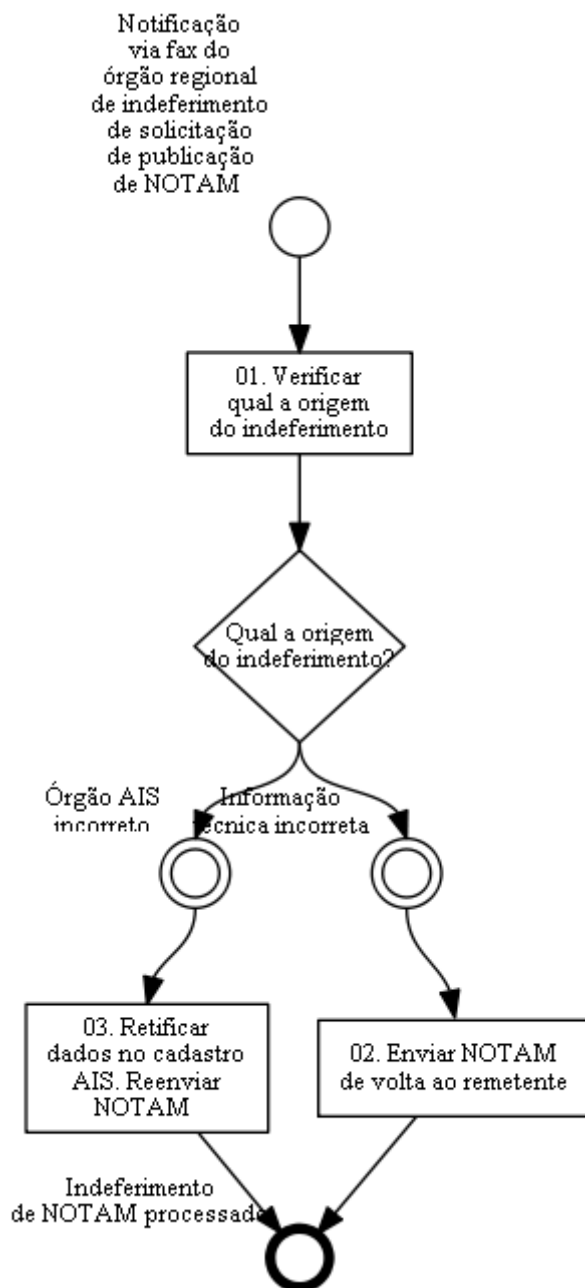 Notificação
via fax do
órgão regional
de indeferimento
de solicitação
de publicação
de NOTAM
01. Verificar
qual a origem
do indeferimento
Qual a origem
do indeferimento?
Órgão AIS
incorreto
Informação
técnica incorreta
03. Retificar
dados no cadastro
AIS. Reenviar
NOTAM
02. Enviar NOTAM
de volta ao remetente
Indeferimento
de NOTAM processado